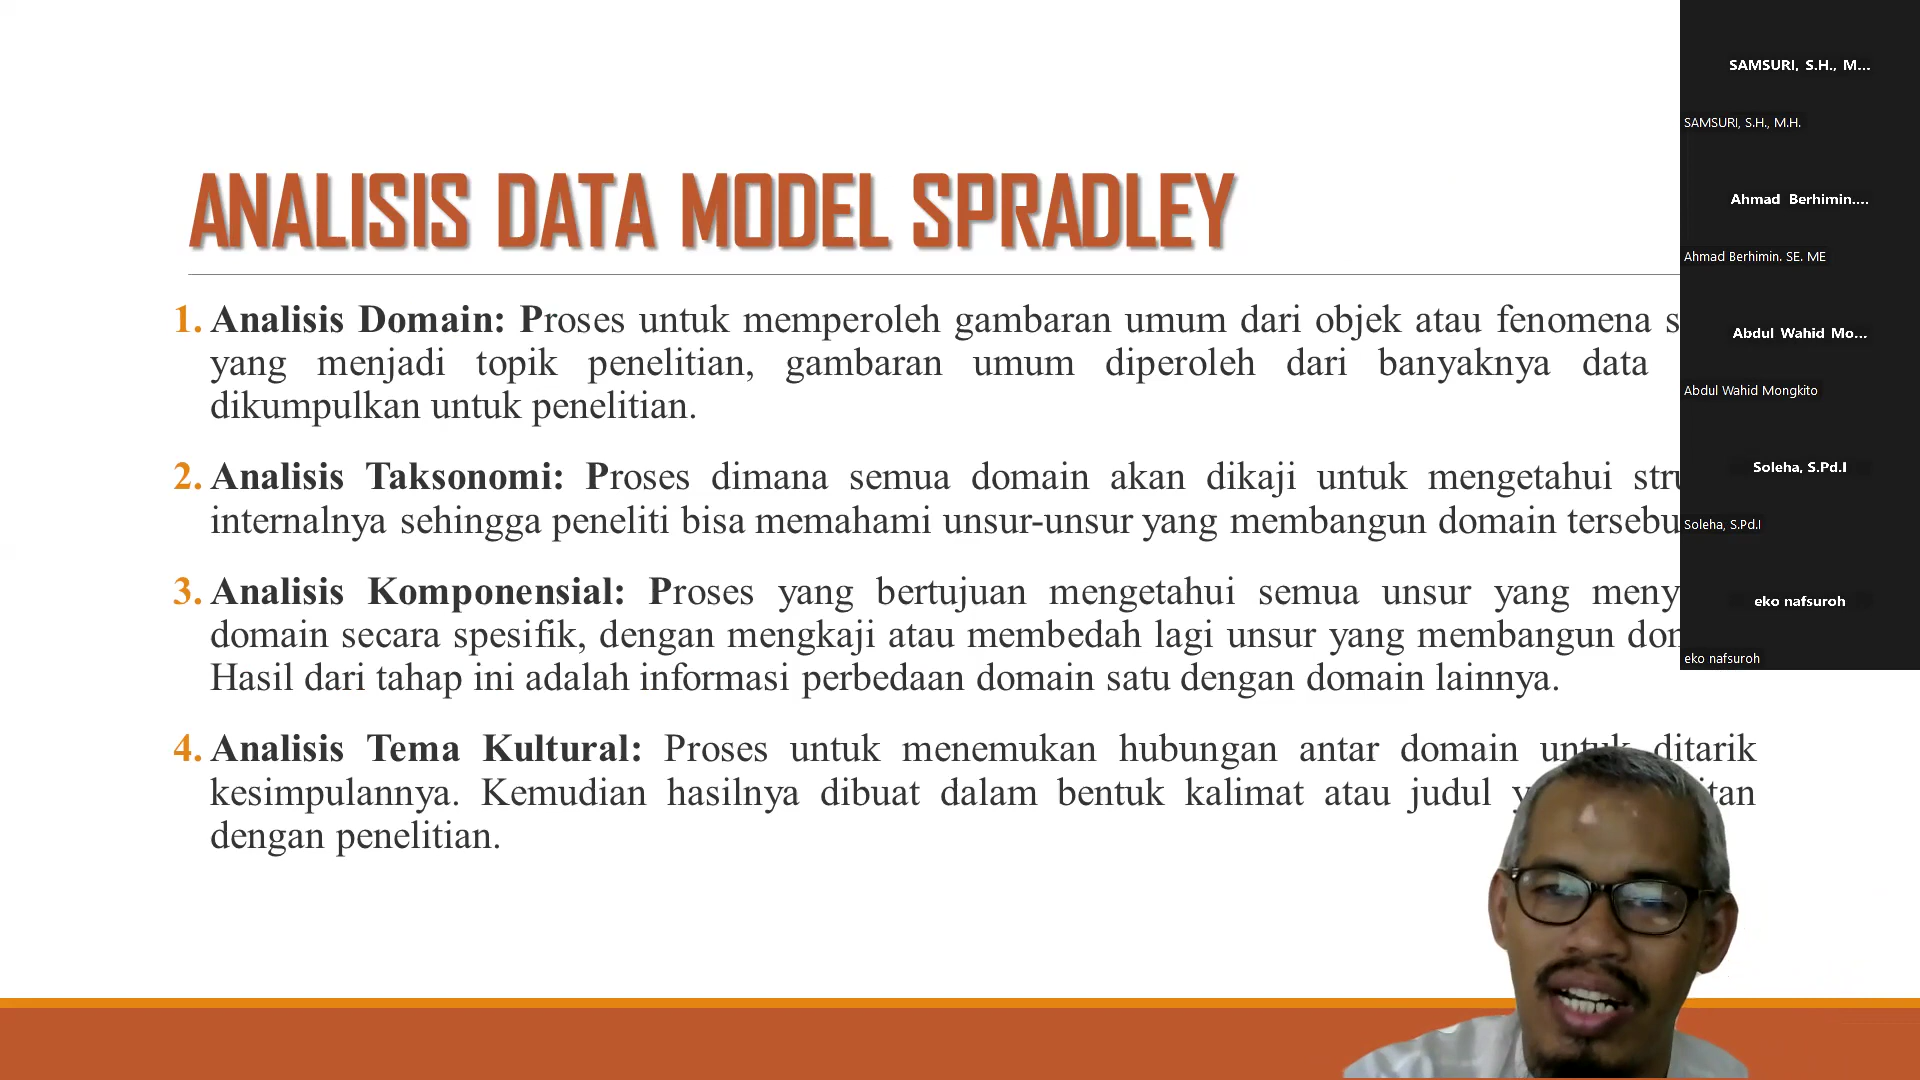 ANALISIS DATA MODEL SPRADLEY
1. Analisis Domain: Proses untuk memperoleh gambaran umum dari objek atau fenomena
yang menjadi topik penelitian, gambaran umum diperoleh dari banyaknya data
dikumpulkan untuk penelitian.
2. Analisis Taksonomi: Proses dimana semua domain akan dikaji untuk mengetahui
internalnya sehingga peneliti bisa memahami unsur-unsur yang membangun domain
3. Analisis Komponensial: Proses yang bertujuan mengetahui semua unsur yang
domain secara spesifik, dengan mengkaji atau membedah lagi unsur yang membangun
Hasil dari tahap ini adalah informasi perbedaan domain satu dengan domain lainnya.
4. Analisis Tema Kultural: Proses untuk menemukan hubungan antar domain untuk ditarik
kesimpulannya. Kemudian hasilnya dibuat dalam bentuk kalimat atau judul
dengan penelitian.
SAMSURI, S.H., M...
SAMSURI, S.H., M.H.
Ahmad Berhimin....
Ahmad Berhimin. SE. ME
Abdul Wahid Mo...
Abdul Wahid Mongkito
Soleha, S.Pd.I
Soleha, S.Pd.I
eko nafsuroh
eko nafsuroh